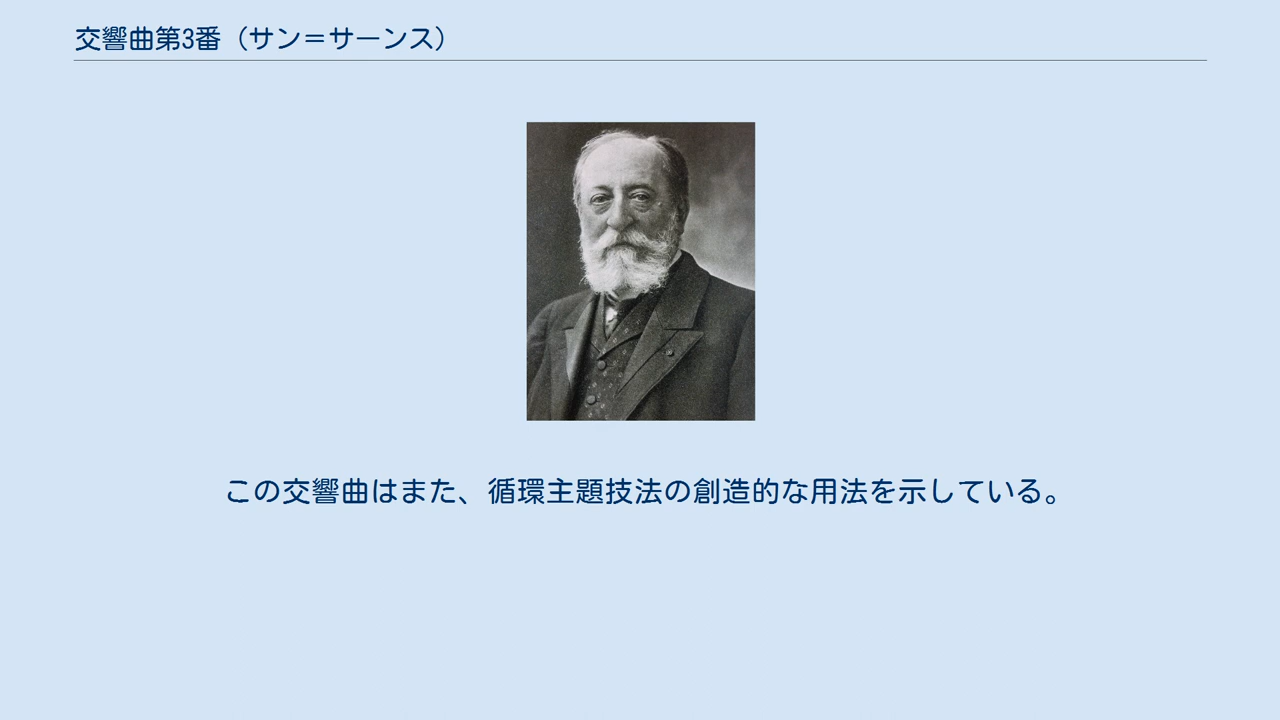 交響曲第3番（サン＝サーンス）
この交響曲はまた、循環主題技法の創造的な用法を示している。